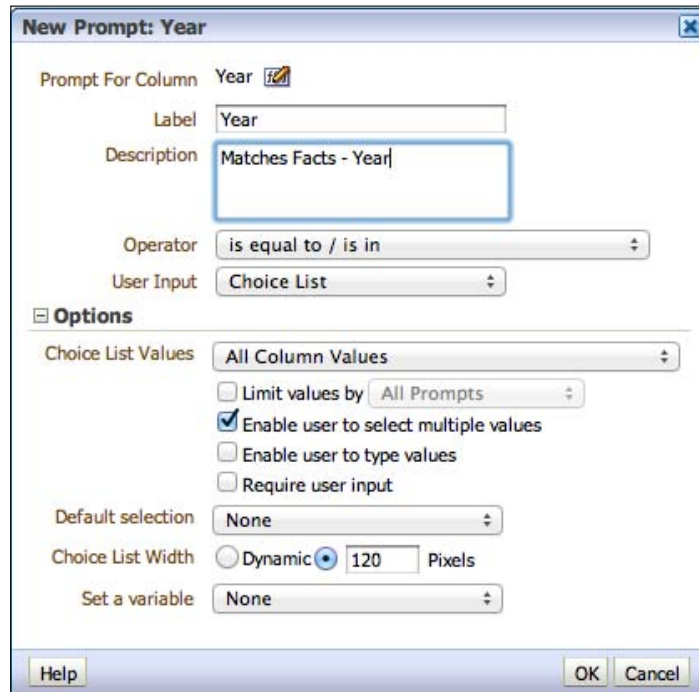 New Prompt: Year
Prompt For Column Year
Label Year
Description Matches Facts - Year
Operator is equal to / is in
User Input Choice List
Options
Choice List Values All Column Values
Limit values by All Prompts
Enable user to select multiple values
Enable user to type values
Require user input
Default selection None
Choice List Width Dynamic 120 Pixels
Set a variable None
Help OK Cancel